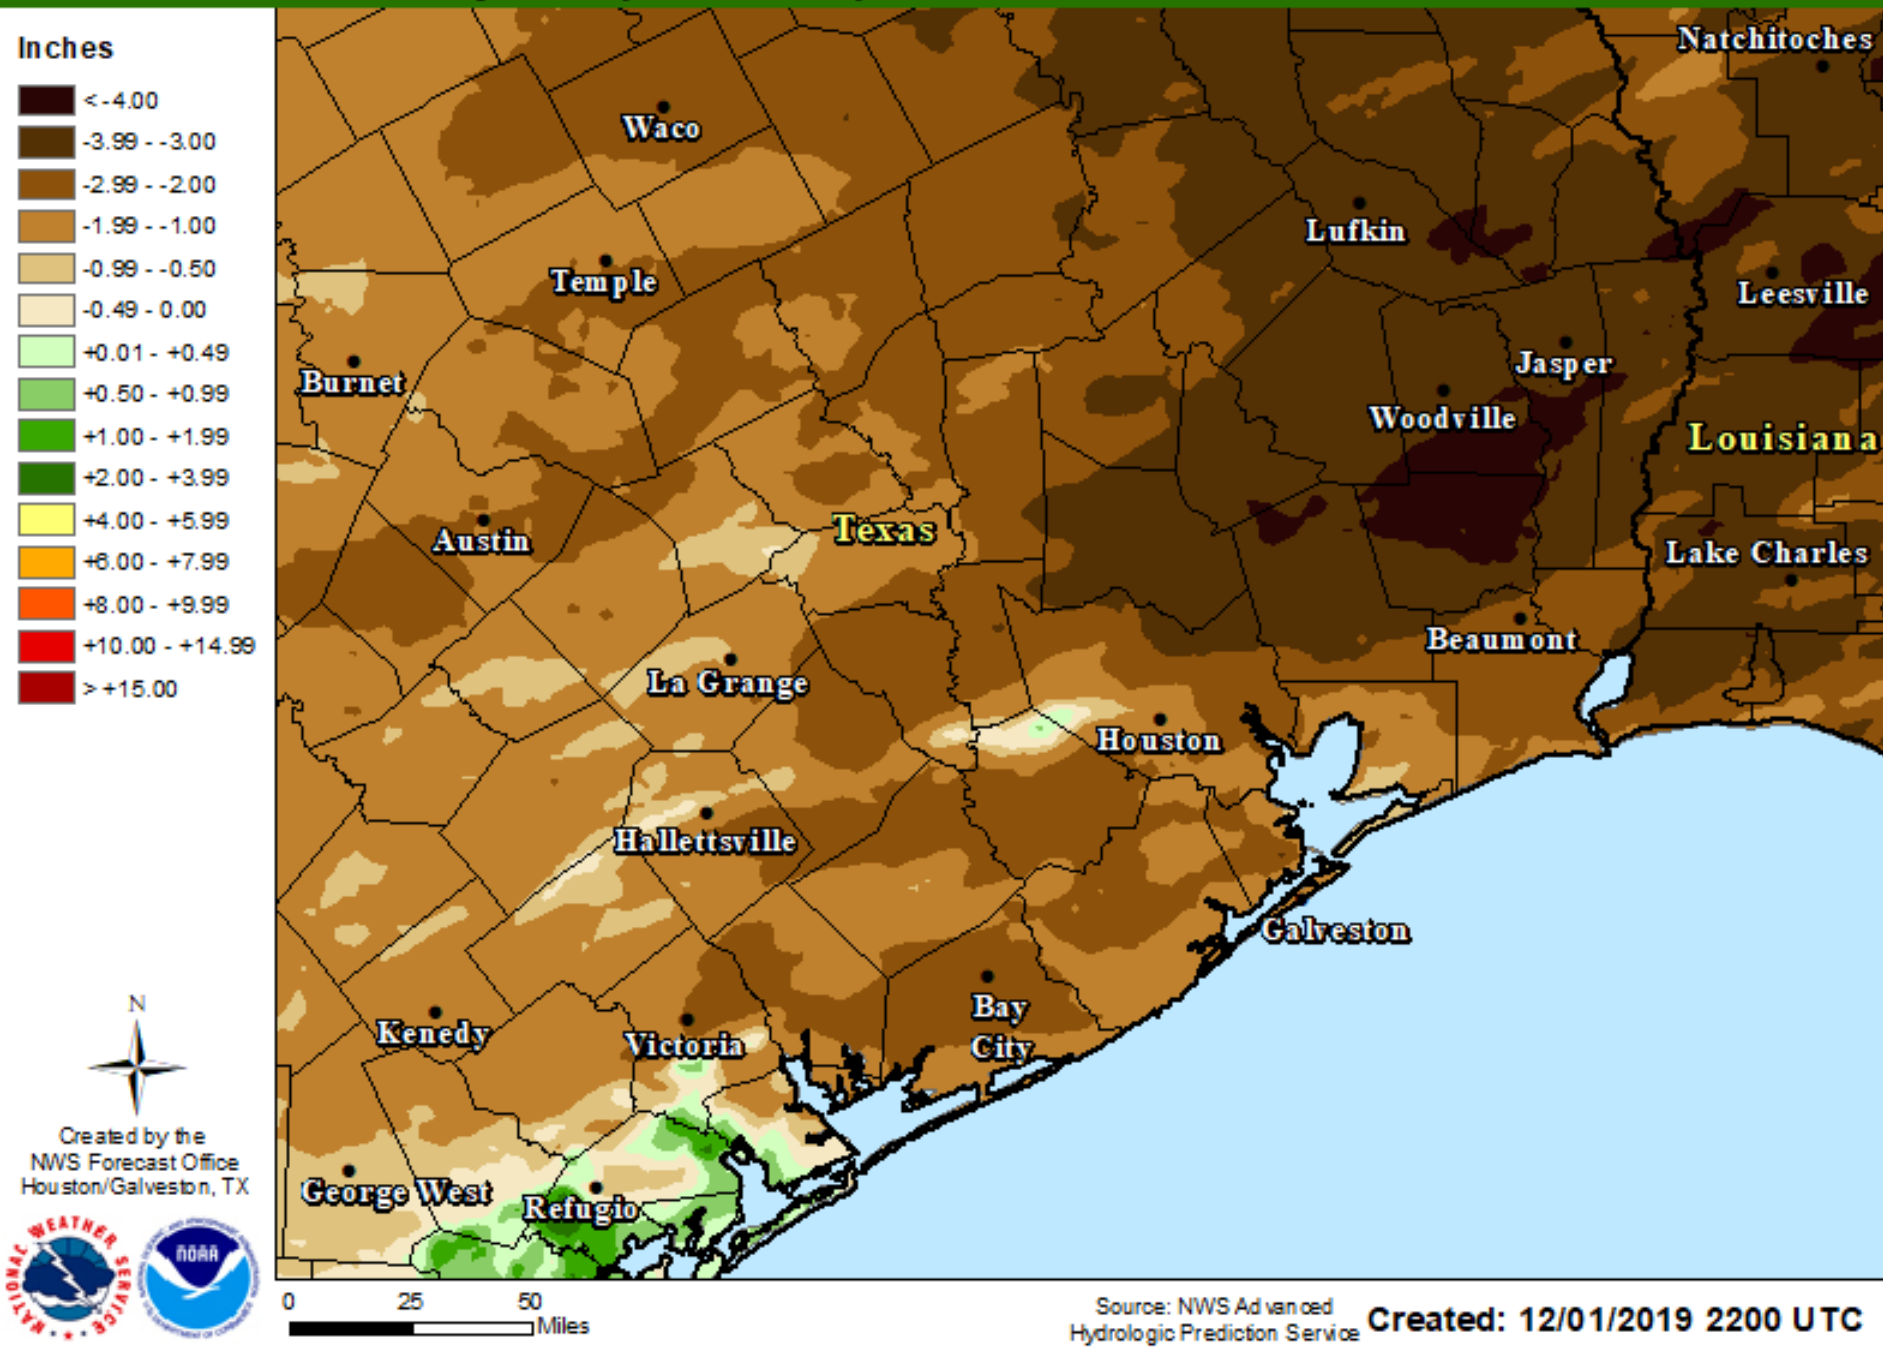 Inches
< -4.00
-3.99 - -3.00
-2.99 - -2.00
-1.99 - -1.00
-0.99 - -0.50
-0.49 - 0.00
+0.01 - +0.49
+0.50 - +0.99
+1.00 - +1.99
+2.00 - +3.99
+4.00 - +5.99
+6.00 - +7.99
+8.00 - +9.99
+10.00 - +14.99
> +15.00
Natchitoches
Waco
Lufkin
Temple
Leesville
Burnet
Jasper
Woodville
Louisiana
Austin
Texas
Lake Charles
Beaumont
La Grange
Houston
Hallettsville
Galveston
Bay
City
Kenedy
Victoria
George West
Refugio
N
Created by the
NWS Forecast Office
Houston/Galveston, TX
NATIONAL WEATHER SERVICE
NOAA
0 25 50
Miles
Source: NWS Advanced
Hydrologic Prediction Service
Created: 12/01/2019 2200 UTC